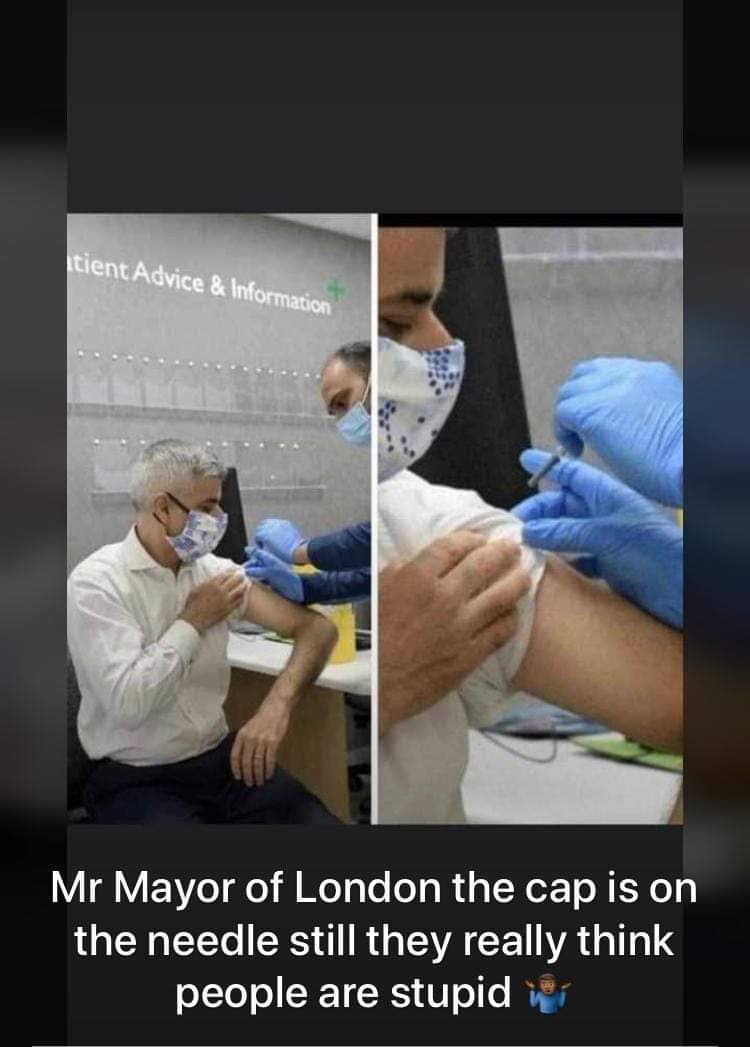 tient Advice & Information
Mr Mayor of London the cap is on
the needle still they really think
people are stupid 🤷🏾‍♂️